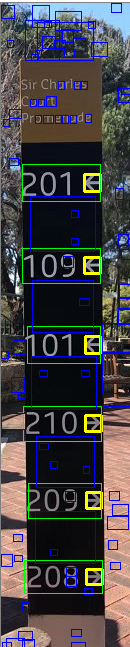 Sir Charles
Court
Promenade
201 ←
109 ←
101 ←
210 →
209 →
208 →